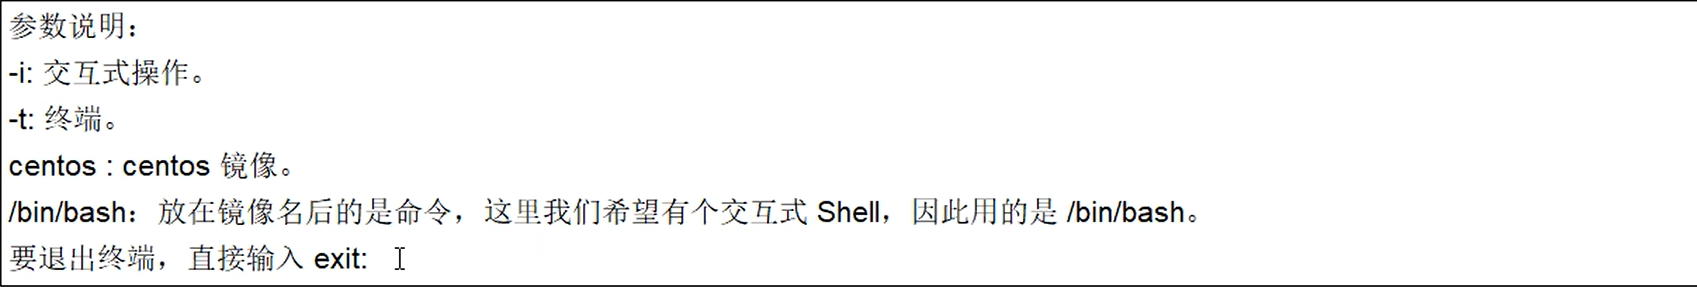 参数说明：
-i: 交互式操作。
-t: 终端。
centos : centos 镜像。
/bin/bash：放在镜像名后的是命令，这里我们希望有个交互式 Shell，因此用的是 /bin/bash。
要退出终端，直接输入 exit: